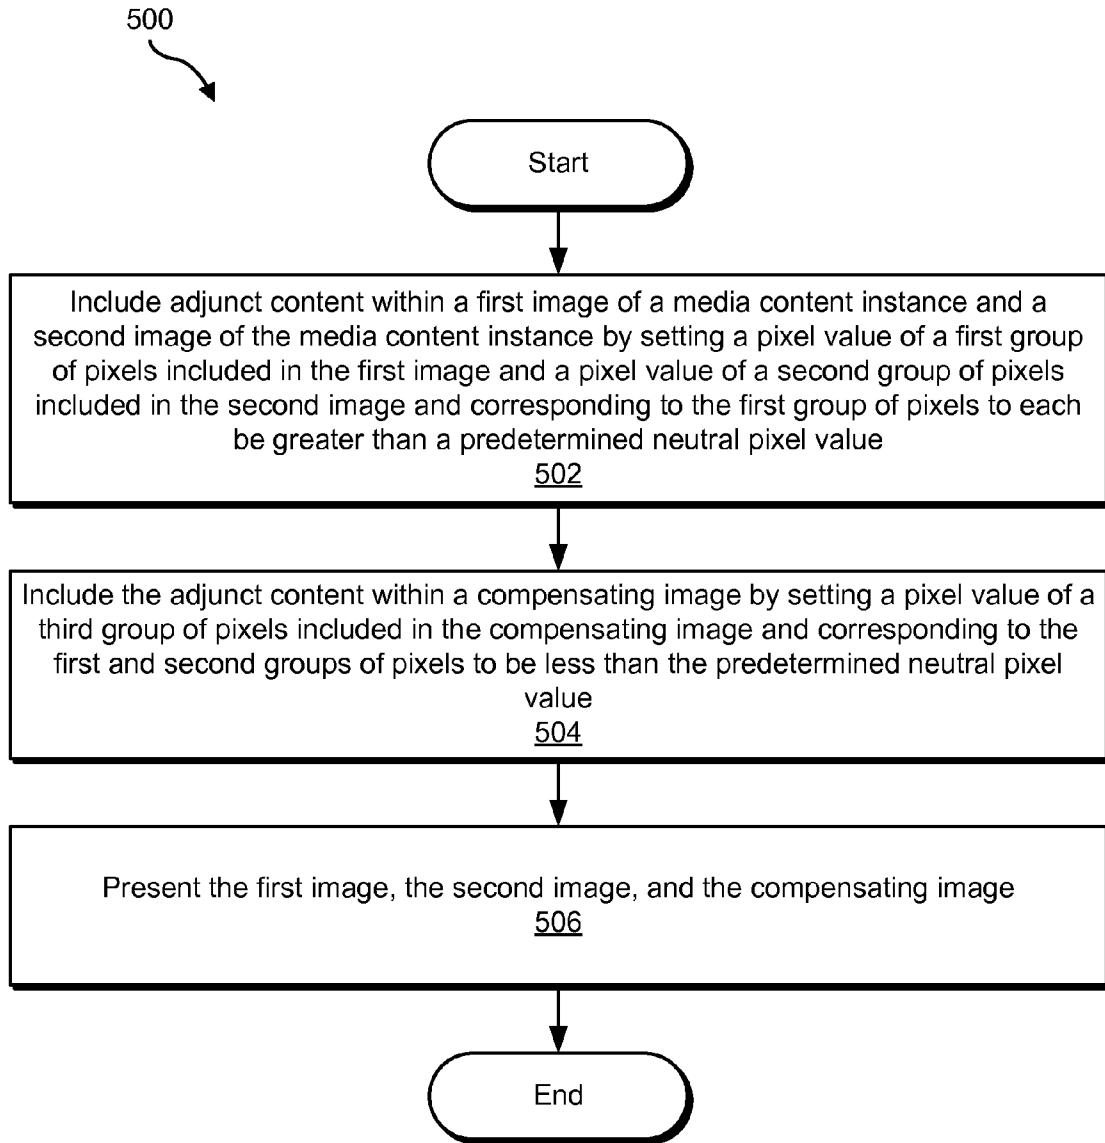 500
Start
Include adjunct content within a first image of a media content instance and a
second image of the media content instance by setting a pixel value of a first group
of pixels included in the first image and a pixel value of a second group of pixels
included in the second image and corresponding to the first group of pixels to each
be greater than a predetermined neutral pixel value
502
Include the adjunct content within a compensating image by setting a pixel value of a
third group of pixels included in the compensating image and corresponding to the
first and second groups of pixels to be less than the predetermined neutral pixel
value
504
Present the first image, the second image, and the compensating image
506
End